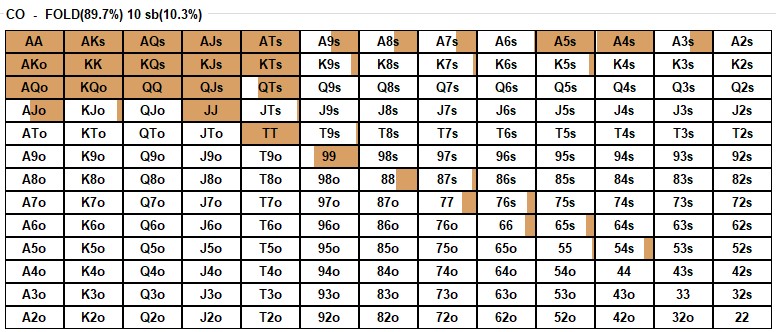 CO - FOLD(89.7%) 10 sb(10.3%)
AA AKs AQs AJs ATs A9s A8s A7s A6s A5s A4s A3s A2s
AKo KK KQs KJs KTs K9s K8s K7s K6s K5s K4s K3s K2s
AQo KQo QQ QJs QTs Q9s Q8s Q7s Q6s Q5s Q4s Q3s Q2s
AJo KJo QJo JJ JTs J9s J8s J7s J6s J5s J4s J3s J2s
ATo KTo QTo JTo TT T9s T8s T7s T6s T5s T4s T3s T2s
A9o K9o Q9o J9o T9o 99 98s 97s 96s 95s 94s 93s 92s
A8o K8o Q8o J8o T8o 98o 88 87s 86s 85s 84s 83s 82s
A7o K7o Q7o J7o T7o 97o 87o 77 76s 75s 74s 73s 72s
A6o K6o Q6o J6o T6o 96o 86o 76o 66 65s 64s 63s 62s
A5o K5o Q5o J5o T5o 95o 85o 75o 65o 55 54s 53s 52s
A4o K4o Q4o J4o T4o 94o 84o 74o 64o 54o 44 43s 42s
A3o K3o Q3o J3o T3o 93o 83o 73o 63o 53o 43o 33 32s
A2o K2o Q2o J2o T2o 92o 82o 72o 62o 52o 42o 32o 22